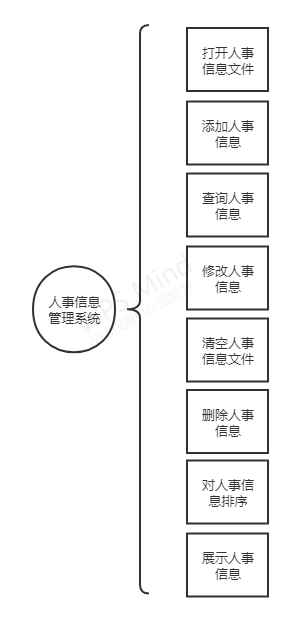 打开人事
信息文件
添加人事
信息
查询人事
信息
修改人事
信息
人事信息
管理系统
清空人事
信息文件
删除人事
信息
对人事信
息排序
展示人事
信息
WPS Mind